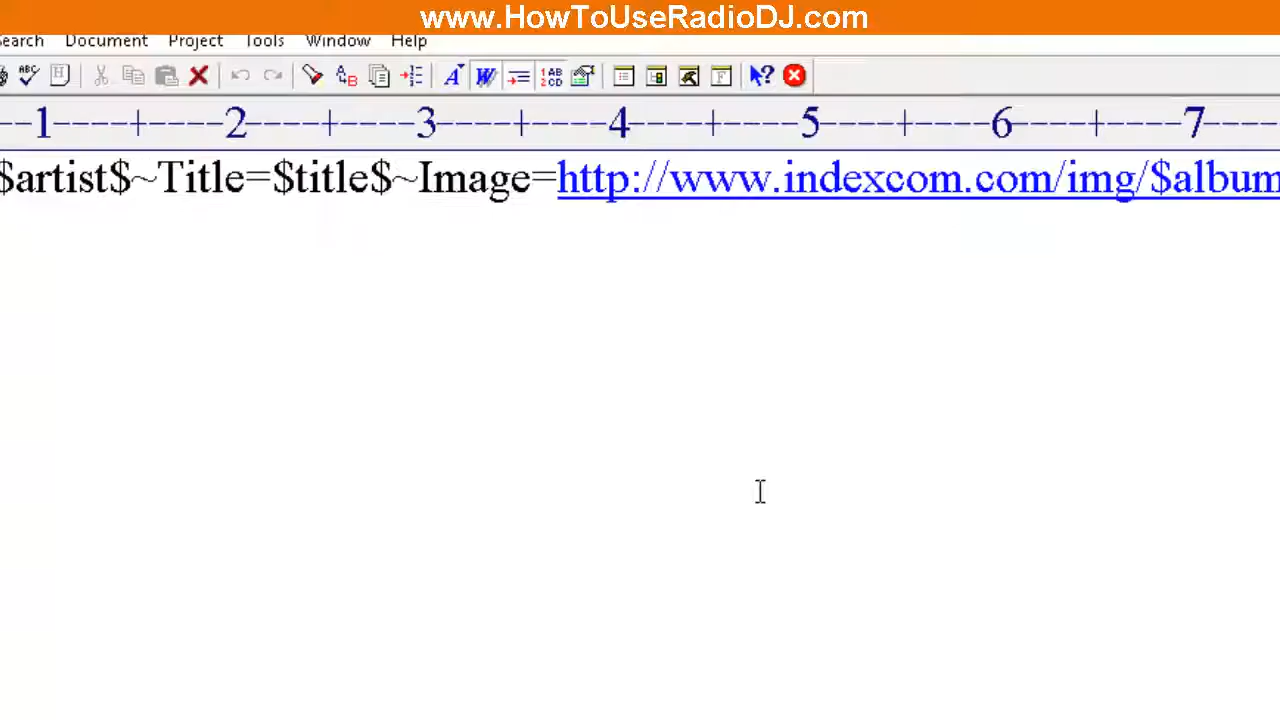 www.HowToUseRadioDJ.com
Search Document Project Tools Window Help
--1----+----2----+----3----+----4----+----5----+----6----+----7----
$artist$~Title=$title$~Image=http://www.indexcom.com/img/$album